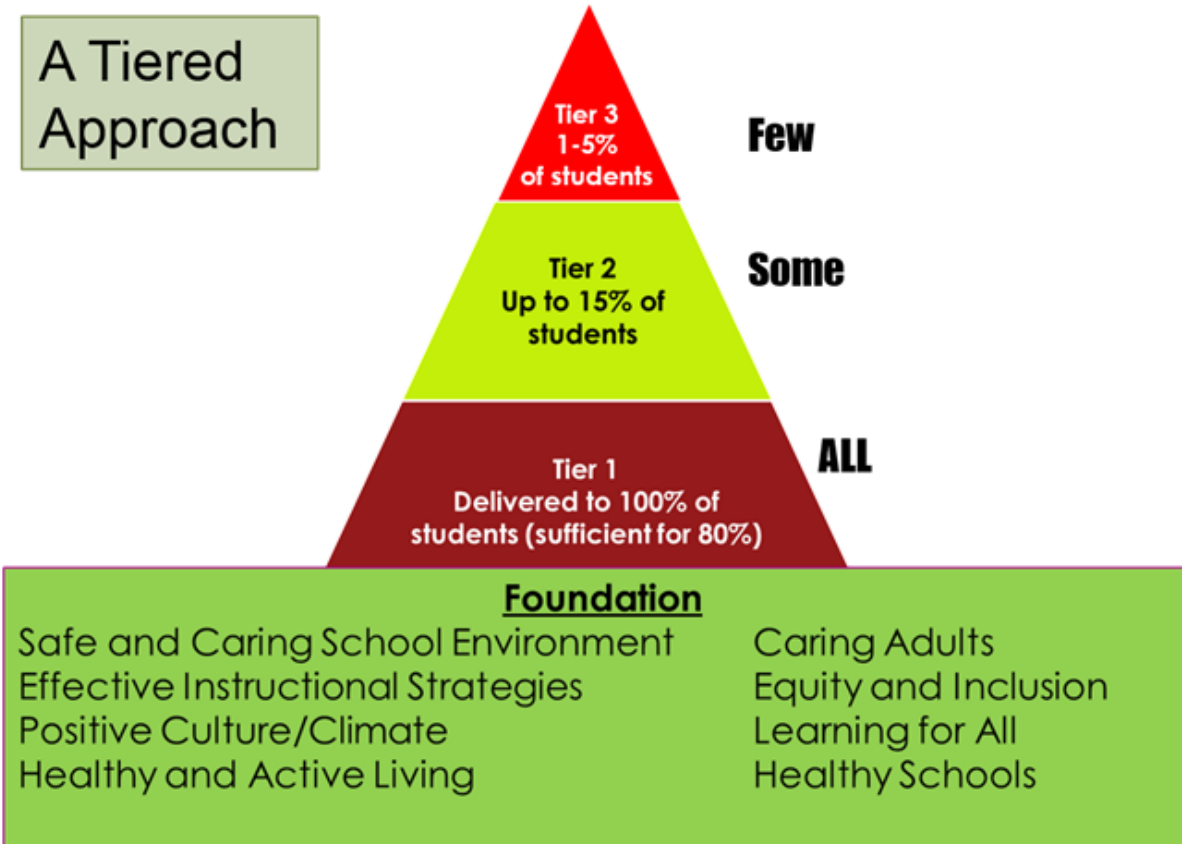 A Tiered
Approach
Tier 3
1-5%
of students
Few
Tier 2
Up to 15% of
students
Some
Tier 1
Delivered to 100% of
students (sufficient for 80%)
ALL
Foundation
Safe and Caring School Environment
Effective Instructional Strategies
Positive Culture/Climate
Healthy and Active Living
Caring Adults
Equity and Inclusion
Learning for All
Healthy Schools